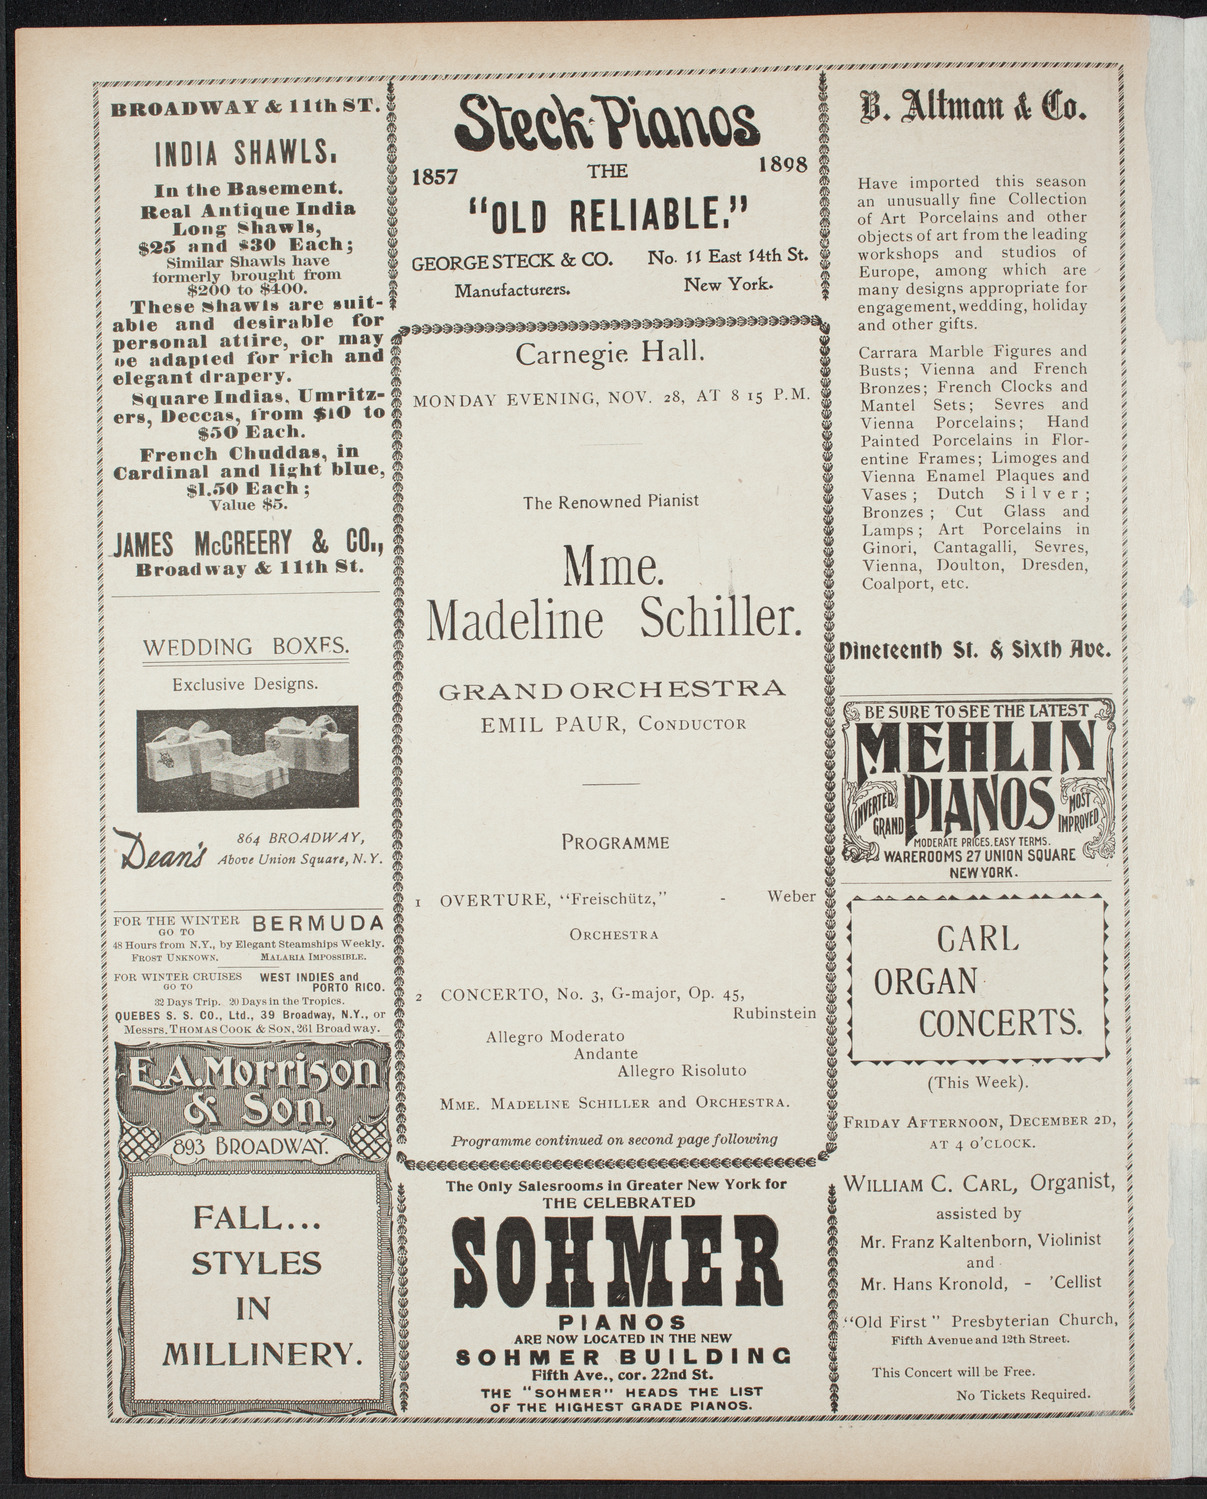 BROADWAY & 11th ST.
INDIA SHAWLS.
In the Basement.
Real Antique India
Long Shawls,
$25 and $30 Each;
Similar Shawls have
formerly brought from
$200 to $400.
These Shawls are suit-
able and desirable for
personal attire, or may
be adapted for rich and
elegant drapery.
Square Indias, Umritz-
ers, Deccas, from $10 to
$50 Each.
French Chuddas, in
Cardinal and light blue,
$1.50 Each;
Value $5.
JAMES McCREERY & CO.,
Broadway & 11th St.
WEDDING BOXES.
Exclusive Designs.
Dean's
864 BROADWAY,
Above Union Square, N.Y.
FOR THE WINTER
GO TO
BERMUDA
48 Hours from N.Y., by Elegant Steamships Weekly.
FROST UNKNOWN. MALARIA IMPOSSIBLE.
FOR WINTER CRUISES
GO TO
WEST INDIES and
PORTO RICO.
32 Days Trip. 20 Days in the Tropics.
QUEBES S. S. CO., Ltd., 39 Broadway, N.Y., or
Messrs. THOMAS COOK & SON, 261 Broadway.
E.A. Morrison
& Son,
893 BROADWAY.
FALL...
STYLES
IN
MILLINERY.
Steck Pianos
1857 THE 1898
"OLD RELIABLE."
GEORGE STECK & CO. No. 11 East 14th St.
Manufacturers. New York.
Carnegie Hall.
MONDAY EVENING, NOV. 28, AT 8 15 P.M.
The Renowned Pianist
Mme.
Madeline Schiller.
GRAND ORCHESTRA
EMIL PAUR, CONDUCTOR
PROGRAMME
1 OVERTURE, "Freischütz," - Weber
ORCHESTRA
2 CONCERTO, No. 3, G-major, Op. 45,
Rubinstein
Allegro Moderato
Andante
Allegro Risoluto
MME. MADELINE SCHILLER and ORCHESTRA.
Programme continued on second page following
The Only Salesrooms in Greater New York for
THE CELEBRATED
SOHMER
PIANOS
ARE NOW LOCATED IN THE NEW
SOHMER BUILDING
Fifth Ave., cor. 22nd St.
THE "SOHMER" HEADS THE LIST
OF THE HIGHEST GRADE PIANOS.
B. Altman & Co.
Have imported this season
an unusually fine Collection
of Art Porcelains and other
objects of art from the leading
workshops and studios of
Europe, among which are
many designs appropriate for
engagement, wedding, holiday
and other gifts.
Carrara Marble Figures and
Busts; Vienna and French
Bronzes; French Clocks and
Mantel Sets; Sevres and
Vienna Porcelains; Hand
Painted Porcelains in Flor-
entine Frames; Limoges and
Vienna Enamel Plaques and
Vases; Dutch Silver;
Bronzes; Cut Glass and
Lamps; Art Porcelains in
Ginori, Cantagalli, Sevres,
Vienna, Doulton, Dresden,
Coalport, etc.
Nineteenth St. & Sixth Ave.
BE SURE TO SEE THE LATEST
MEHLIN
INVERTED GRAND
PIANOS
MOST IMPROVED
MODERATE PRICES. EASY TERMS.
WAREROOMS 27 UNION SQUARE
NEW YORK.
CARL
ORGAN
CONCERTS.
(This Week).
FRIDAY AFTERNOON, DECEMBER 2D,
AT 4 O'CLOCK.
WILLIAM C. CARL, Organist,
assisted by
Mr. Franz Kaltenborn, Violinist
and
Mr. Hans Kronold, - 'Cellist
"Old First" Presbyterian Church,
Fifth Avenue and 12th Street.
This Concert will be Free.
No Tickets Required.